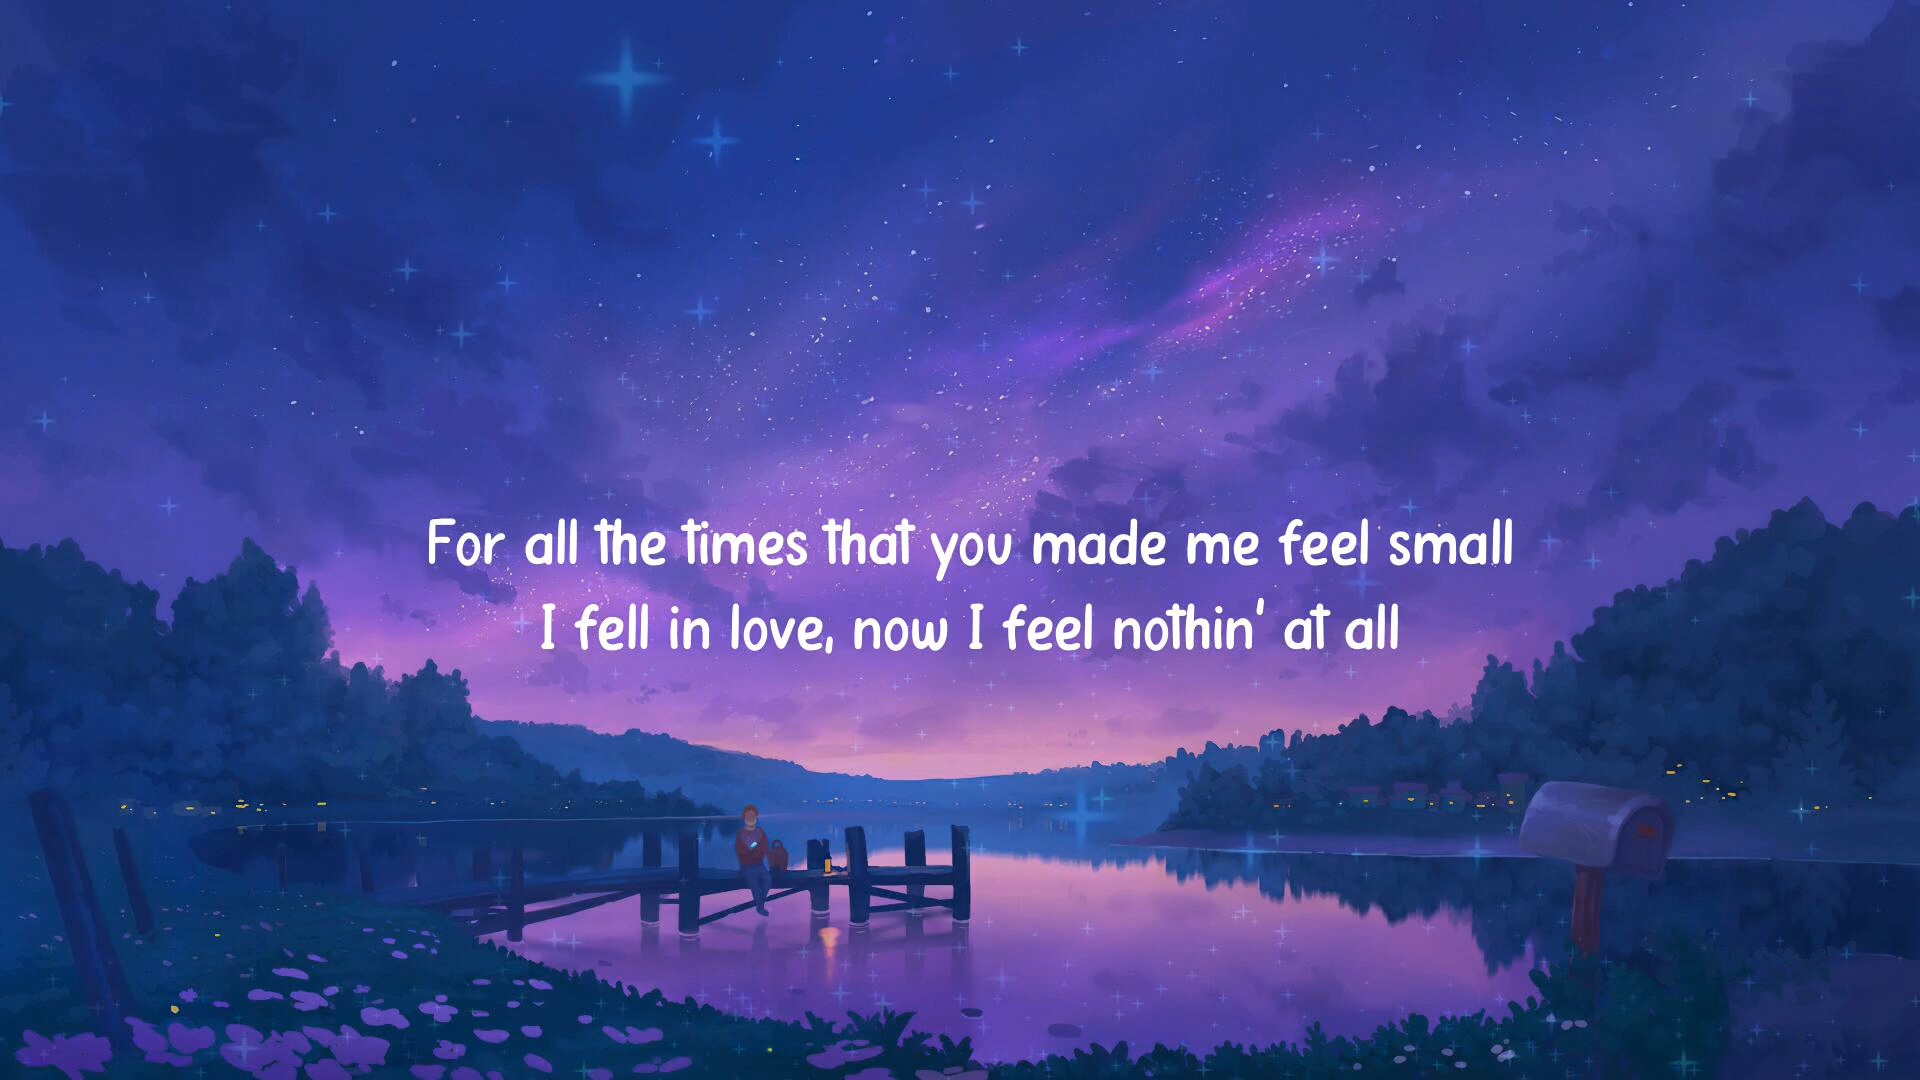 For all the times that you made me feel small
I fell in love, now I feel nothin' at all